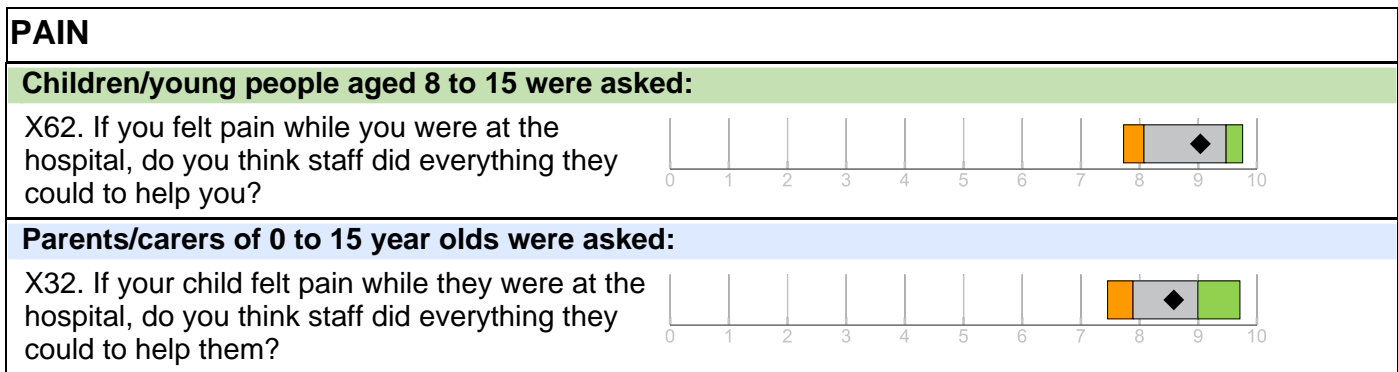 PAIN
Children/young people aged 8 to 15 were asked:
X62. If you felt pain while you were at the
hospital, do you think staff did everything they
could to help you?
0 1 2 3 4 5 6 7 8 9 10
Parents/carers of 0 to 15 year olds were asked:
X32. If your child felt pain while they were at the
hospital, do you think staff did everything they
could to help them?
0 1 2 3 4 5 6 7 8 9 10